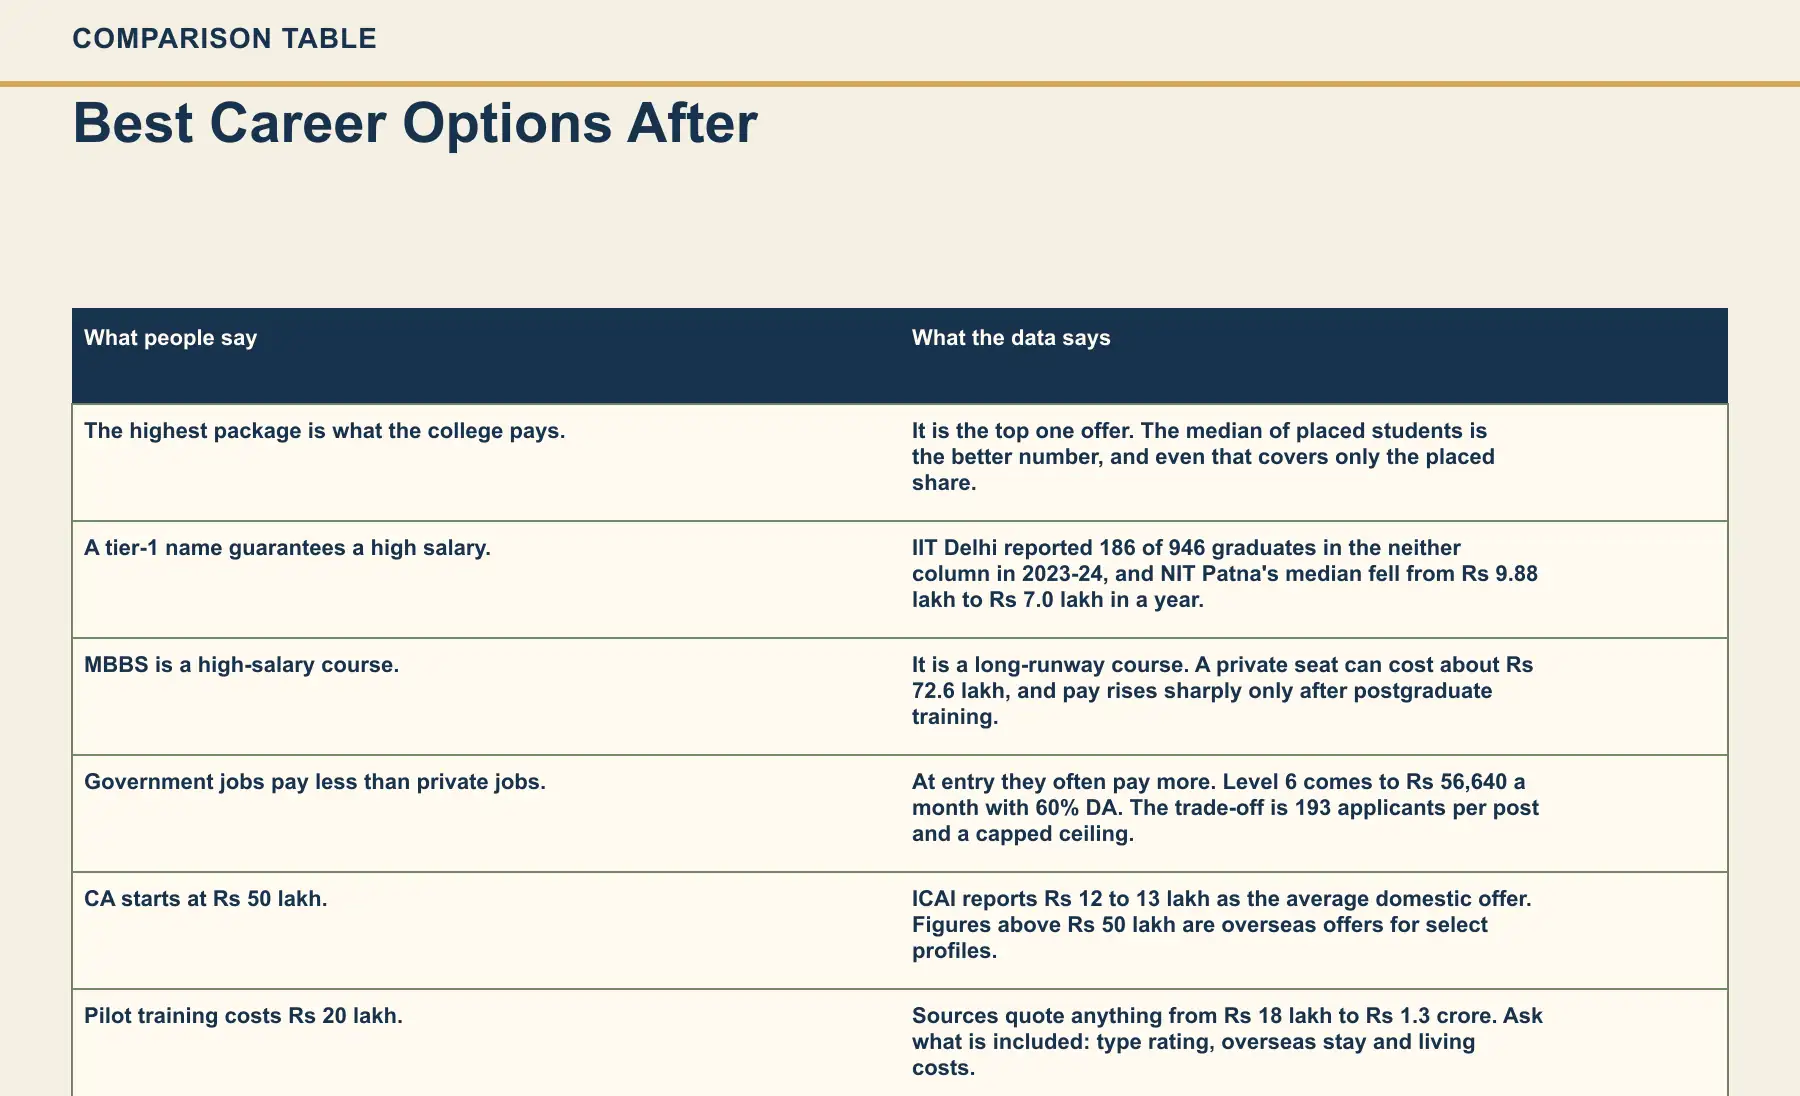 COMPARISON TABLE
Best Career Options After
What people say
What the data says
The highest package is what the college pays.
It is the top one offer. The median of placed students is
the better number, and even that covers only the placed
share.
A tier-1 name guarantees a high salary.
IIT Delhi reported 186 of 946 graduates in the neither
column in 2023-24, and NIT Patna's median fell from Rs 9.88
lakh to Rs 7.0 lakh in a year.
MBBS is a high-salary course.
It is a long-runway course. A private seat can cost about Rs
72.6 lakh, and pay rises sharply only after postgraduate
training.
Government jobs pay less than private jobs.
At entry they often pay more. Level 6 comes to Rs 56,640 a
month with 60% DA. The trade-off is 193 applicants per post
and a capped ceiling.
CA starts at Rs 50 lakh.
ICAI reports Rs 12 to 13 lakh as the average domestic offer.
Figures above Rs 50 lakh are overseas offers for select
profiles.
Pilot training costs Rs 20 lakh.
Sources quote anything from Rs 18 lakh to Rs 1.3 crore. Ask
what is included: type rating, overseas stay and living
costs.